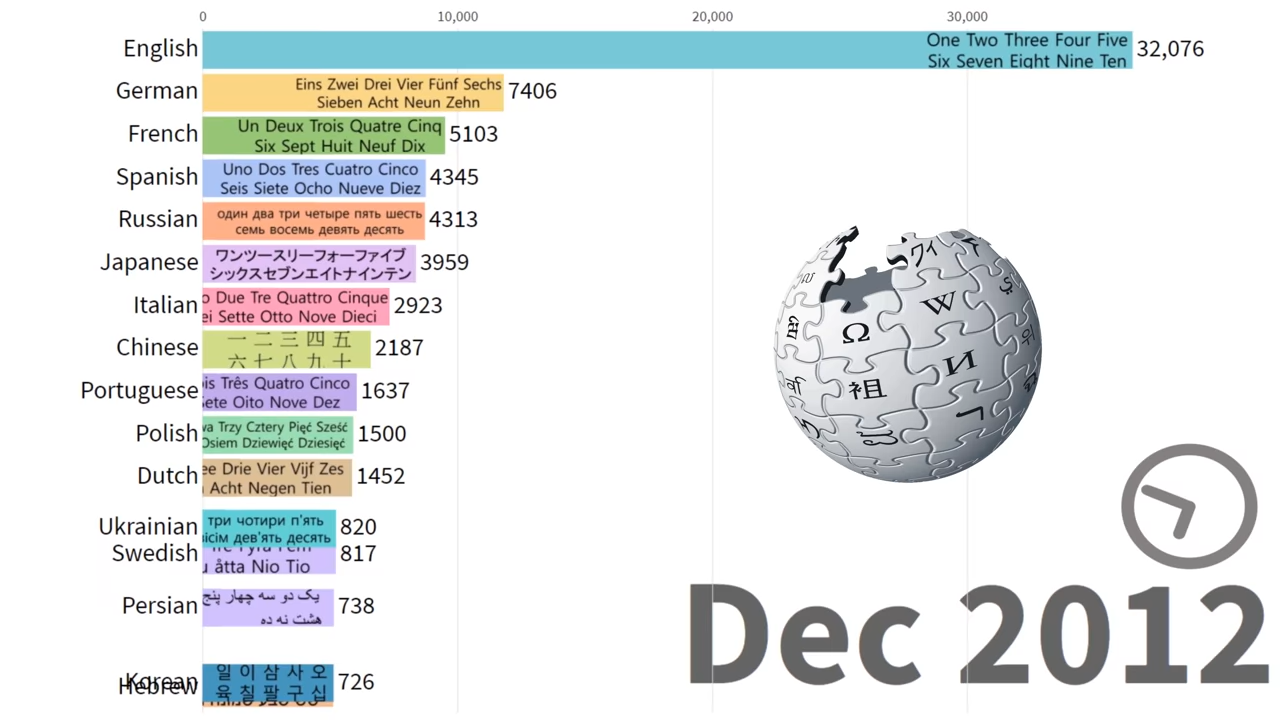 0 10,000 20,000 30,000
English One Two Three Four Five 32,076
Six Seven Eight Nine Ten
German Eins Zwei Drei Vier Fünf Sechs 7406
Sieben Acht Neun Zehn
French Un Deux Trois Quatre Cinq 5103
Six Sept Huit Neuf Dix
Spanish Uno Dos Tres Cuatro Cinco 4345
Seis Siete Ocho Nueve Diez
Russian один два три четыре пять шесть 4313
семь восемь девять десять
Japanese ワンツースリーフォーファイブ 3959
シックスセブンエイトナインテン
Italian Due Tre Quattro Cinque 2923
Sette Otto Nove Dieci
Chinese 一 二 三 四 五 2187
六 七 八 九 十
Portuguese Três Quatro Cinco 1637
Oito Nove Dez
Polish Trzy Cztery Pięć Sześć 1500
Osiem Dziewięć Dziesięć
Dutch Drie Vier Vijf Zes 1452
Acht Negen Tien
Ukrainian три чотири п'ять 820
дев'ять десять
Swedish 817
åtta Nio Tio
Persian یک دو سه چهار پنج 738
هشت نه ده
Korean 일 이 삼 사 오 726
육 칠 팔 구 십
Hebrew
Ω W И 祖 ワィ
Dec 2012